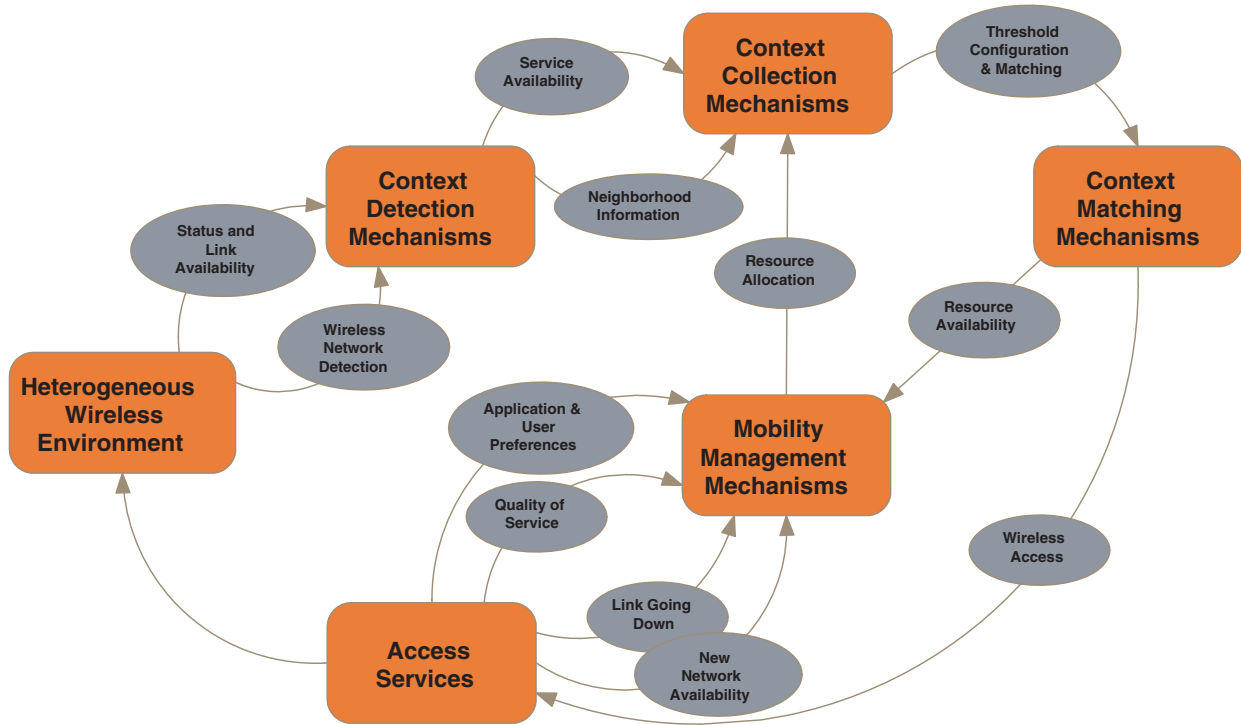 Context
Collection
Mechanisms
Threshold
Configuration
& Matching
Service
Availability
Context
Detection
Mechanisms
Neighborhood
Information
Context
Matching
Mechanisms
Status and
Link
Availability
Resource
Allocation
Resource
Availability
Wireless
Network
Detection
Heterogeneous
Wireless
Environment
Application &
User
Preferences
Mobility
Management
Mechanisms
Quality of
Service
Wireless
Access
Link Going
Down
Access
Services
New
Network
Availability